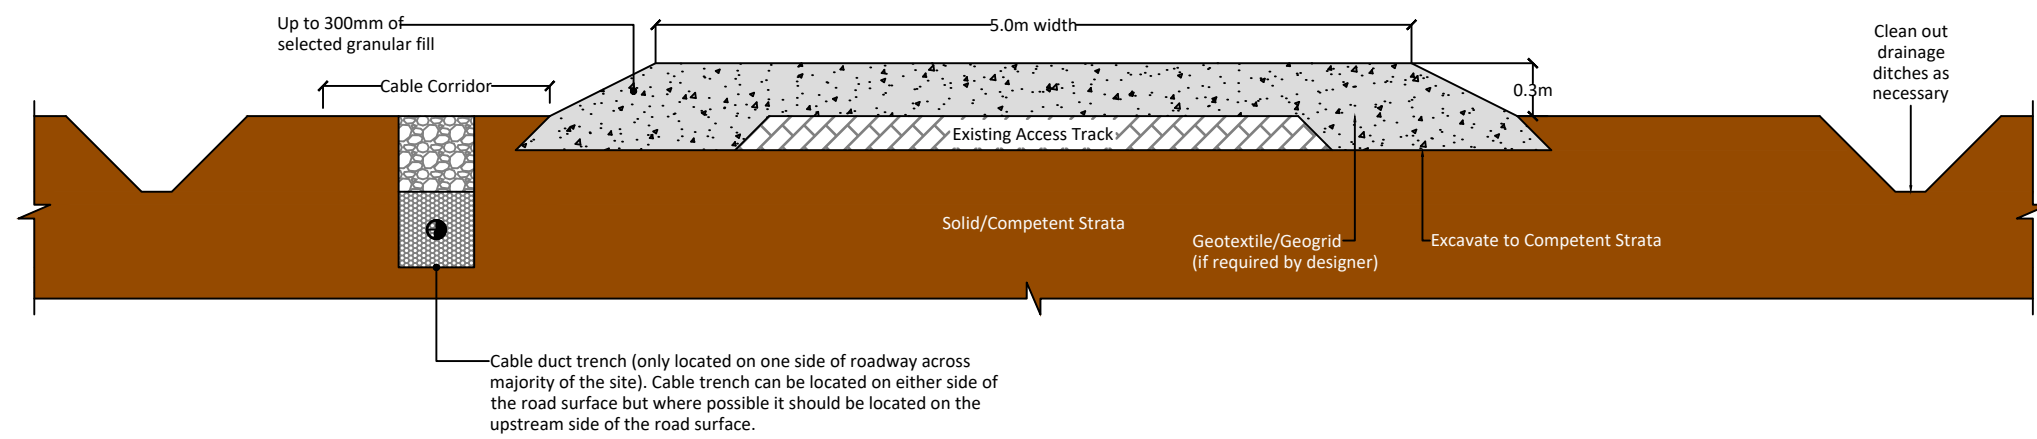 Up to 300mm of
selected granular fill
5.0m width
Clean out
drainage
ditches as
necessary
Cable Corridor
0.3m
Existing Access Track
Solid/Competent Strata
Geotextile/Geogrid
(if required by designer)
Excavate to Competent Strata
Cable duct trench (only located on one side of roadway across
majority of the site). Cable trench can be located on either side of
the road surface but where possible it should be located on the
upstream side of the road surface.